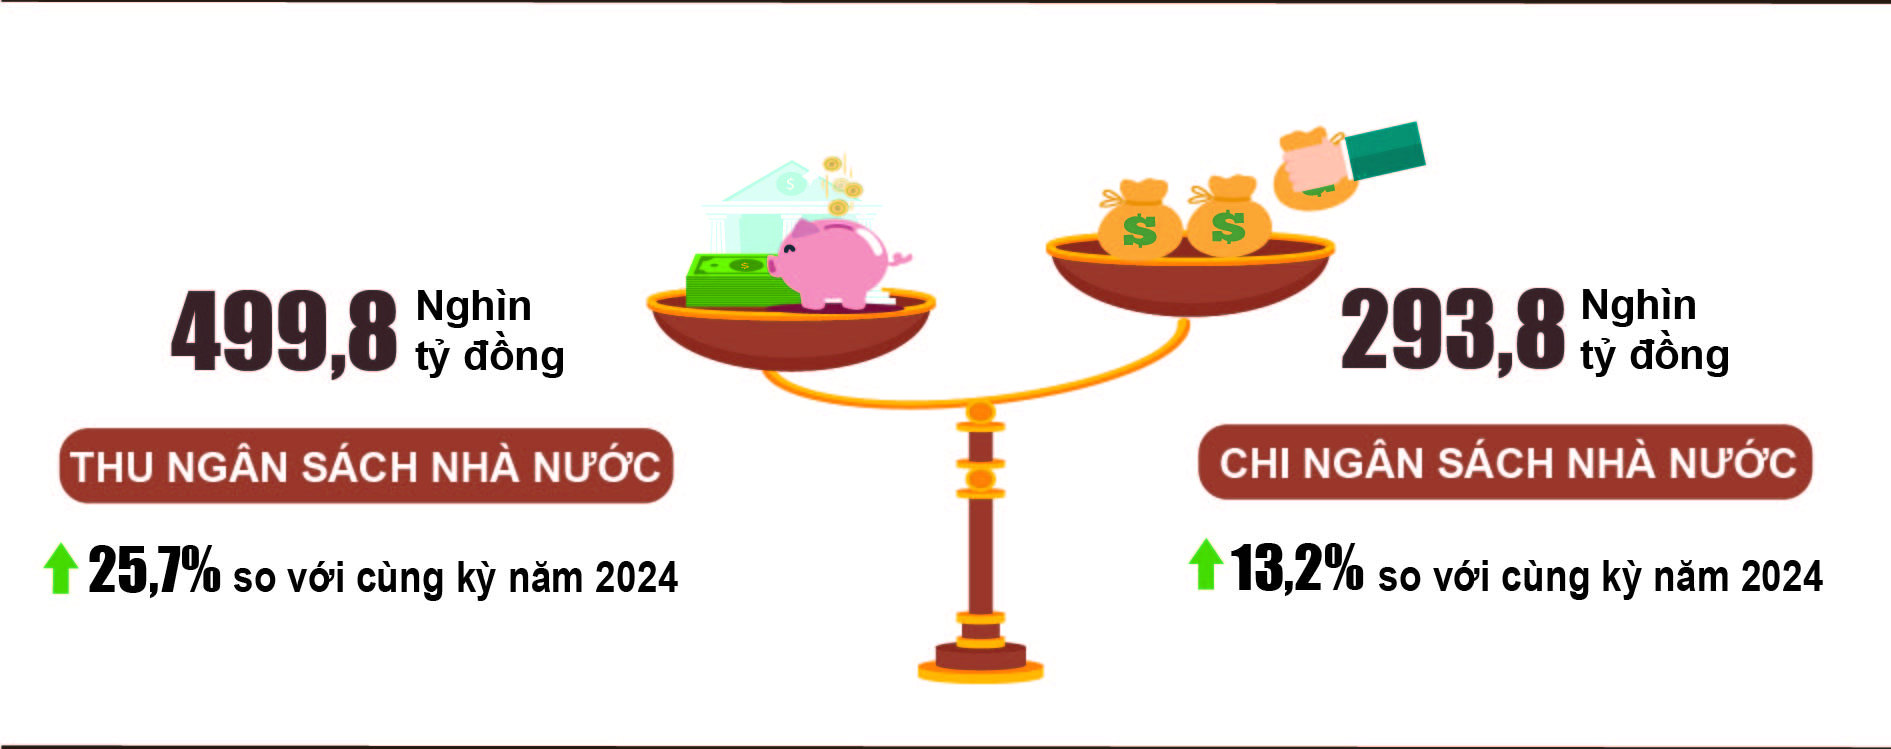 499,8 Nghìn
tỷ đồng
THU NGÂN SÁCH NHÀ NƯỚC
25,7% so với cùng kỳ năm 2024
$
$
$
$
$
293,8 Nghìn
tỷ đồng
CHI NGÂN SÁCH NHÀ NƯỚC
13,2% so với cùng kỳ năm 2024